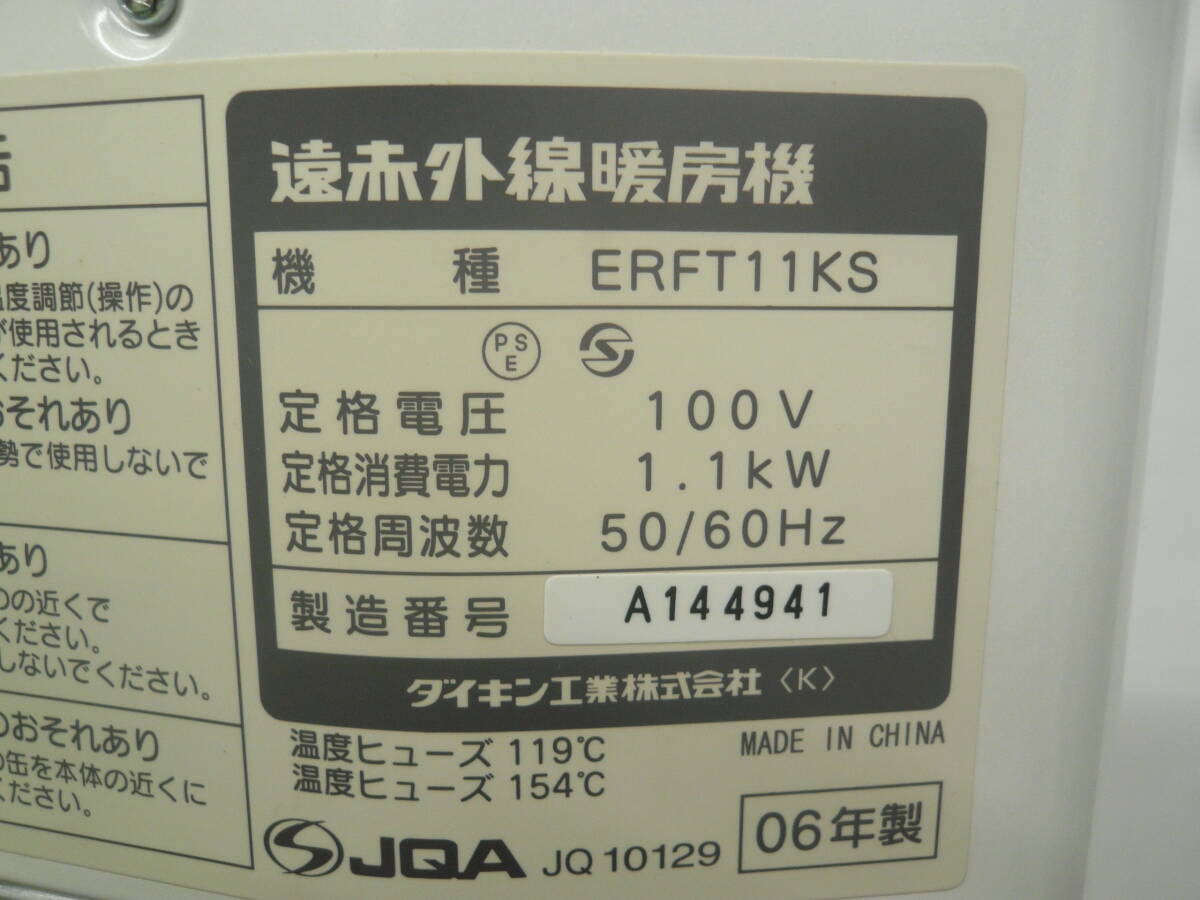 あり
温度調節(操作)の
が使用されるとき
ください。
おそれあり
勢で使用しないで
あり
のの近くで
ください。
しないでください。
のおそれあり
の缶を本体の近くに
ください。
遠赤外線暖房機
機種 ERFT11KS
PSE S
定格電圧 100V
定格消費電力 1.1kW
定格周波数 50/60Hz
製造番号 A144941
ダイキン工業株式会社〈K〉
温度ヒューズ 119℃
温度ヒューズ 154℃
MADE IN CHINA
JQA JQ 10129
06年製